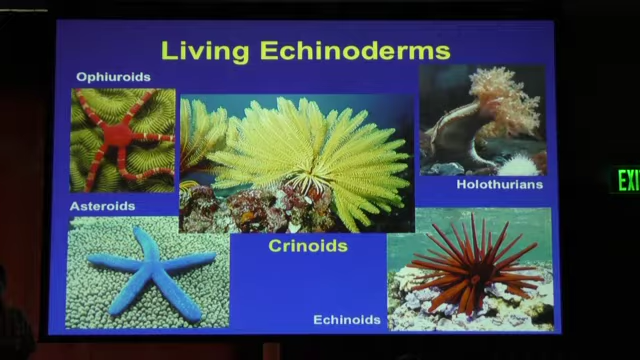 Living Echinoderms
Ophiuroids
Holothurians
Asteroids
Crinoids
Echinoids